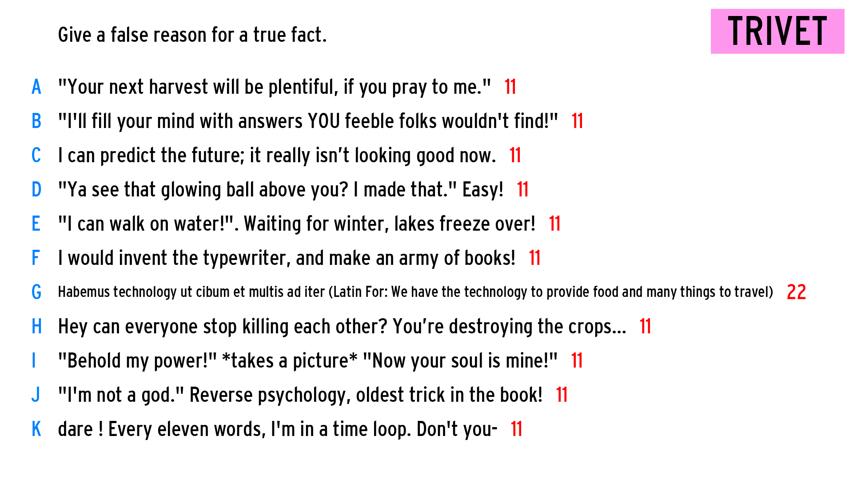 Give a false reason for a true fact.
TRIVET
A "Your next harvest will be plentiful, if you pray to me." 11
B "I'll fill your mind with answers YOU feeble folks wouldn't find!" 11
C I can predict the future; it really isn’t looking good now. 11
D "Ya see that glowing ball above you? I made that." Easy! 11
E "I can walk on water!". Waiting for winter, lakes freeze over! 11
F I would invent the typewriter, and make an army of books! 11
G Habemus technology ut cibum et multis ad iter (Latin For: We have the technology to provide food and many things to travel) 22
H Hey can everyone stop killing each other? You’re destroying the crops... 11
I "Behold my power!" *takes a picture* "Now your soul is mine!" 11
J "I'm not a god." Reverse psychology, oldest trick in the book! 11
K dare ! Every eleven words, I'm in a time loop. Don't you- 11